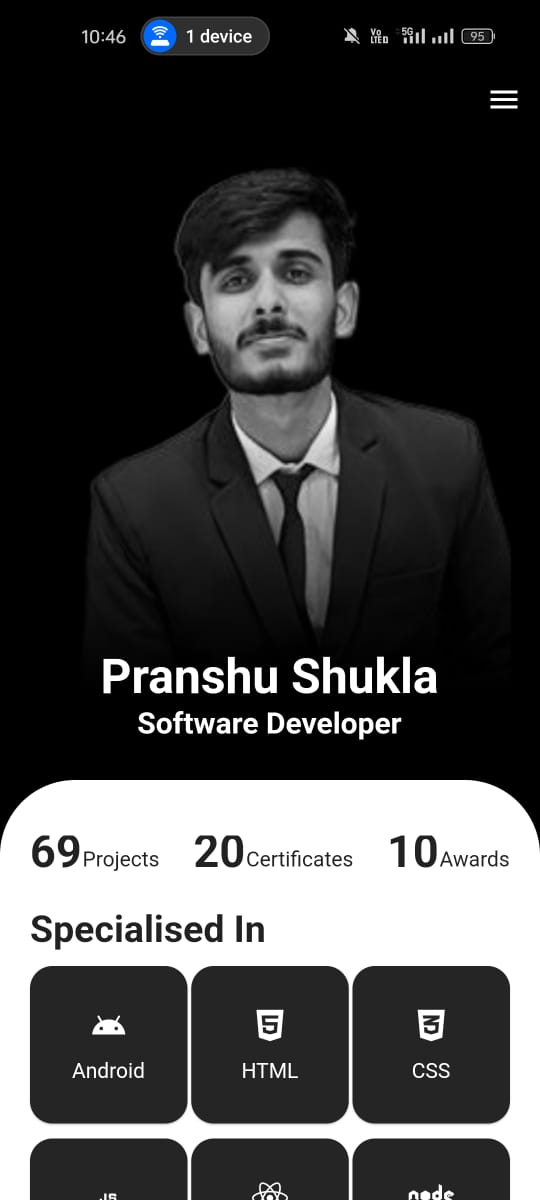 10:46 1 device Vo LTE D 5G 95
Pranshu Shukla
Software Developer
69 Projects 20 Certificates 10 Awards
Specialised In
5 3
Android HTML CSS
JS node